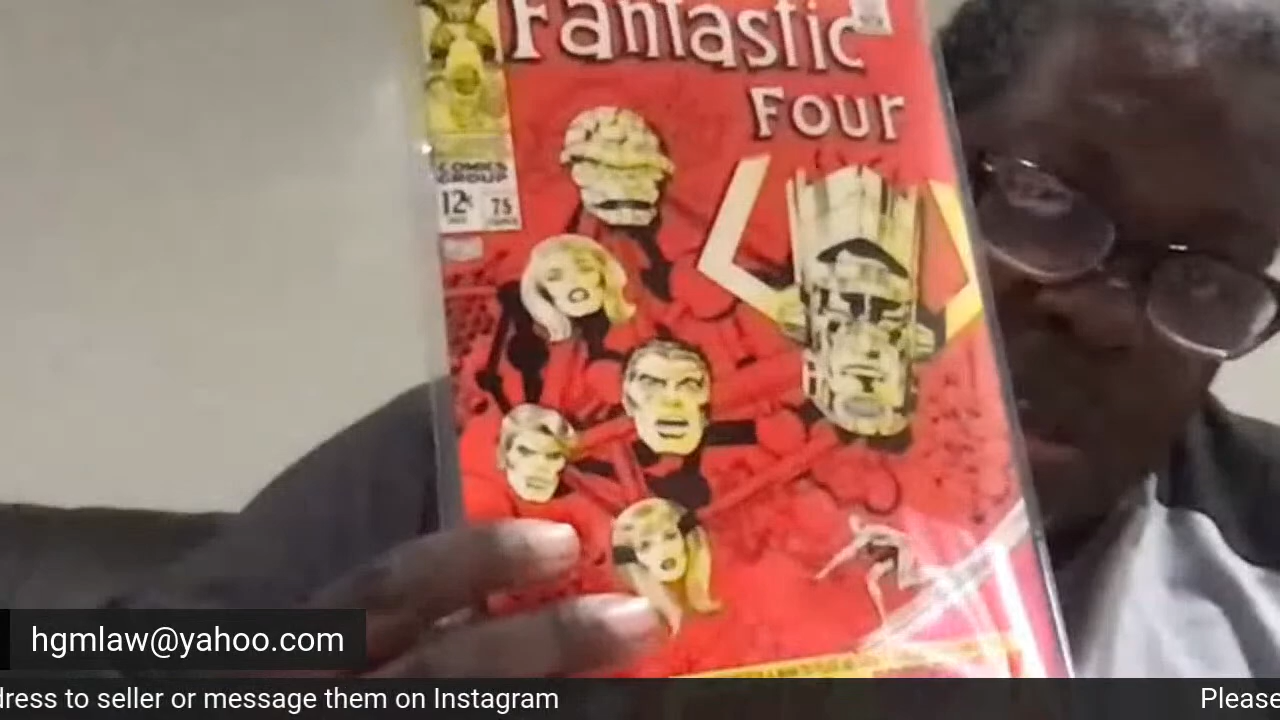 Fantastic
Four
COMICS
GROUP
12¢ 75
hgmlaw@yahoo.com
dress to seller or message them on Instagram
Please